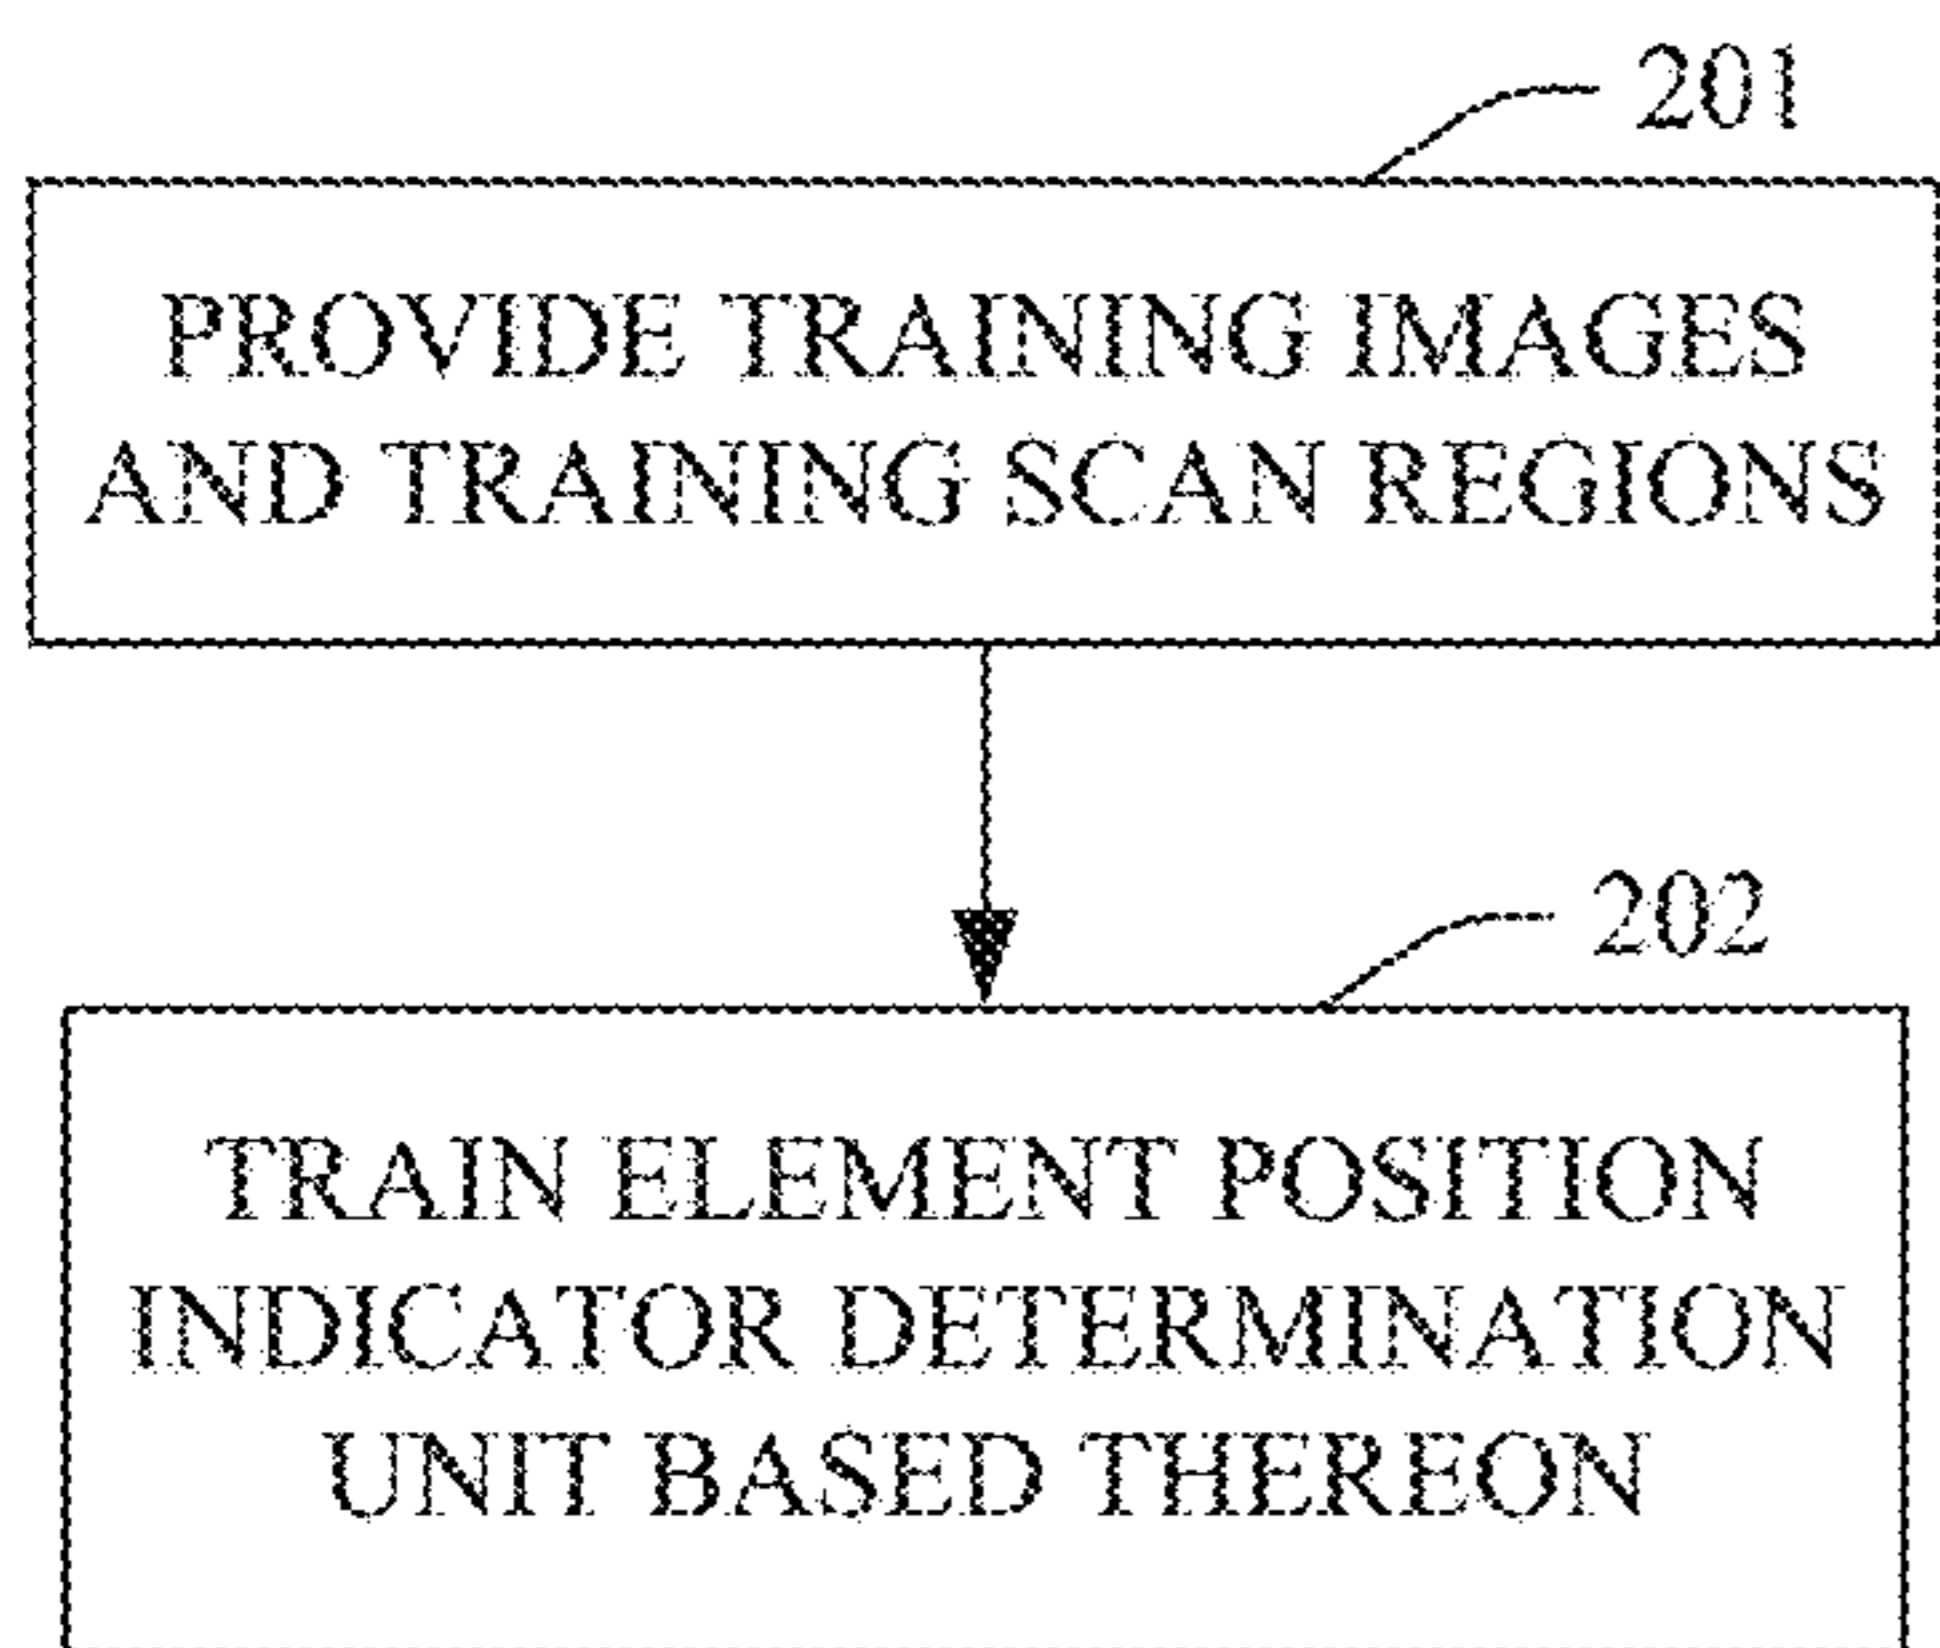 201
PROVIDE TRAINING IMAGES
AND TRAINING SCAN REGIONS
202
TRAIN ELEMENT POSITION
INDICATOR DETERMINATION
UNIT BASED THEREON